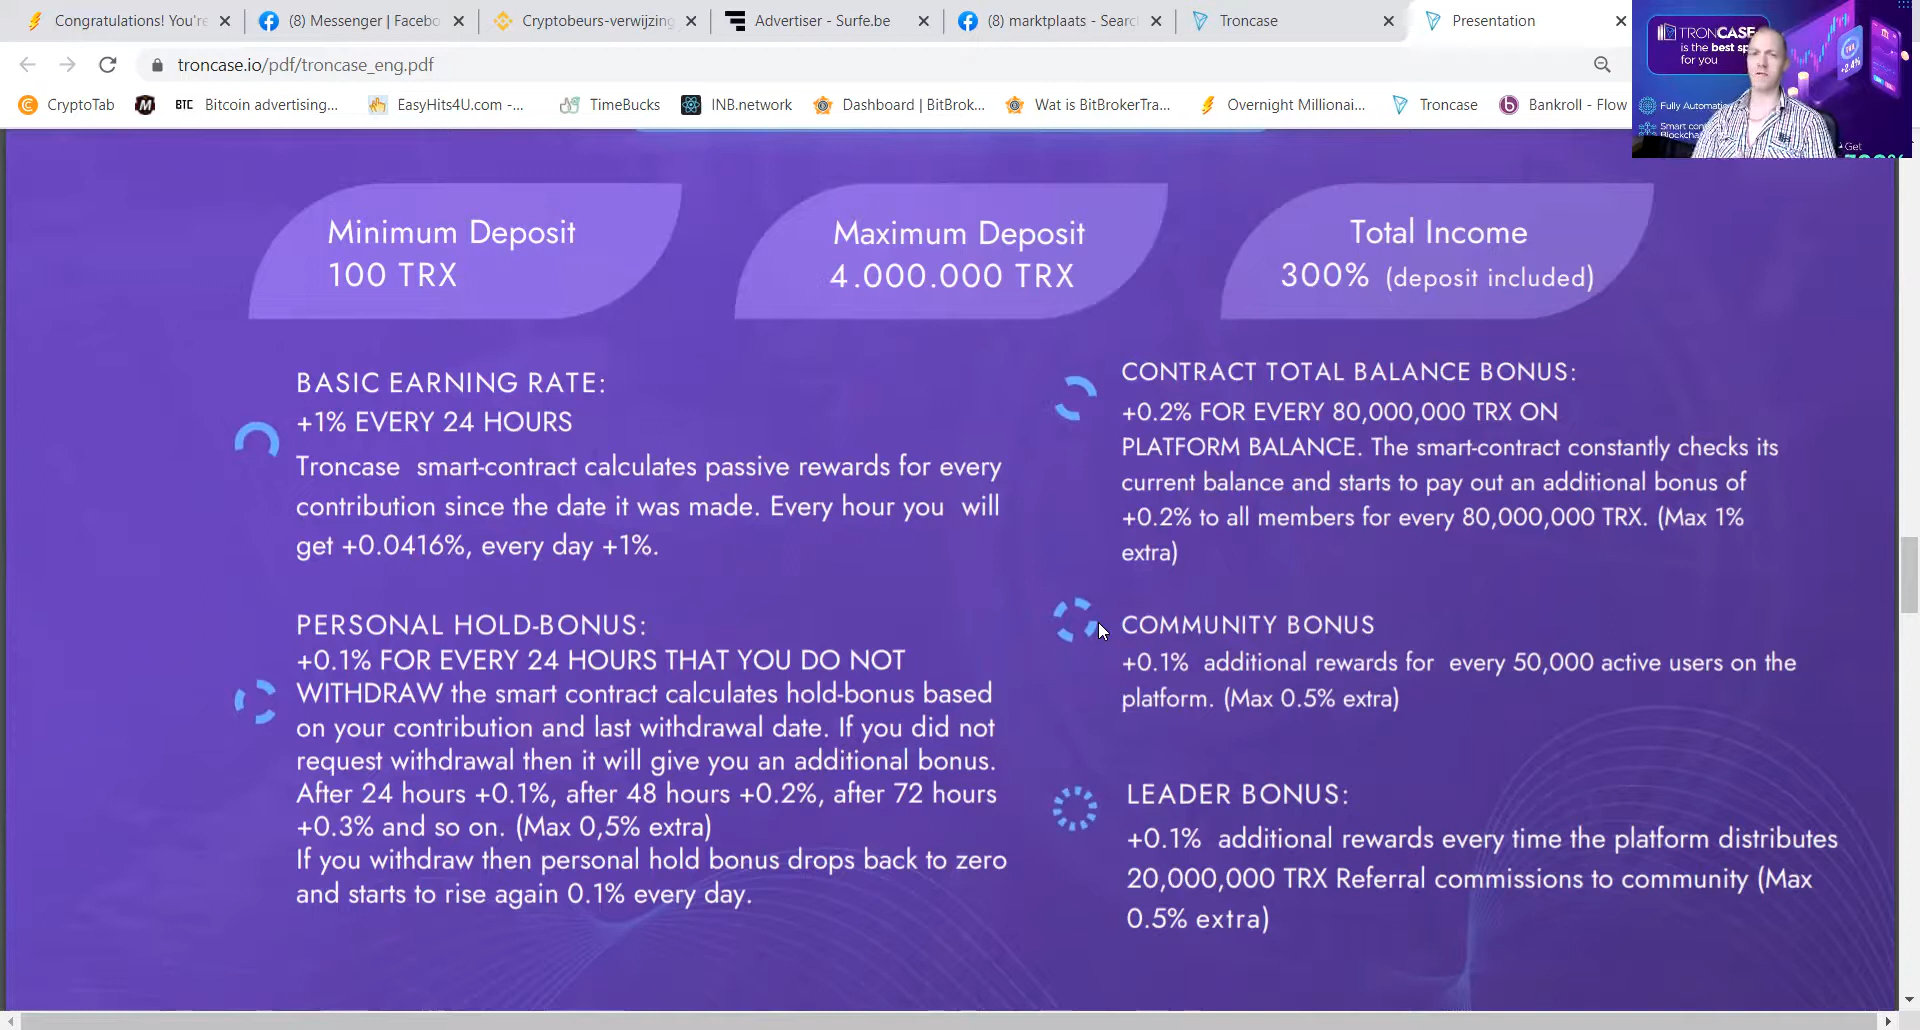 Congratulations! You're
(8) Messenger | Facebo
Cryptobeurs-verwijzing
Advertiser - Surfe.be
(8) marktplaats - Searc
Troncase
Presentation
troncase.io/pdf/troncase_eng.pdf
CryptoTab
BTC Bitcoin advertising...
EasyHits4U.com -...
TimeBucks
INB.network
Dashboard | BitBrok...
Wat is BitBrokerTra...
Overnight Millionai...
Troncase
Bankroll - Flow
TRONCASE
is the best sp
for you
Fully Automati
Smart con
Blockcha
Get
Minimum Deposit
100 TRX
Maximum Deposit
4.000.000 TRX
Total Income
300% (deposit included)
BASIC EARNING RATE:
+1% EVERY 24 HOURS
Troncase smart-contract calculates passive rewards for every
contribution since the date it was made. Every hour you will
get +0.0416%, every day +1%.
PERSONAL HOLD-BONUS:
+0.1% FOR EVERY 24 HOURS THAT YOU DO NOT
WITHDRAW the smart contract calculates hold-bonus based
on your contribution and last withdrawal date. If you did not
request withdrawal then it will give you an additional bonus.
After 24 hours +0.1%, after 48 hours +0.2%, after 72 hours
+0.3% and so on. (Max 0,5% extra)
If you withdraw then personal hold bonus drops back to zero
and starts to rise again 0.1% every day.
CONTRACT TOTAL BALANCE BONUS:
+0.2% FOR EVERY 80,000,000 TRX ON
PLATFORM BALANCE. The smart-contract constantly checks its
current balance and starts to pay out an additional bonus of
+0.2% to all members for every 80,000,000 TRX. (Max 1%
extra)
COMMUNITY BONUS
+0.1% additional rewards for every 50,000 active users on the
platform. (Max 0.5% extra)
LEADER BONUS:
+0.1% additional rewards every time the platform distributes
20,000,000 TRX Referral commissions to community (Max
0.5% extra)